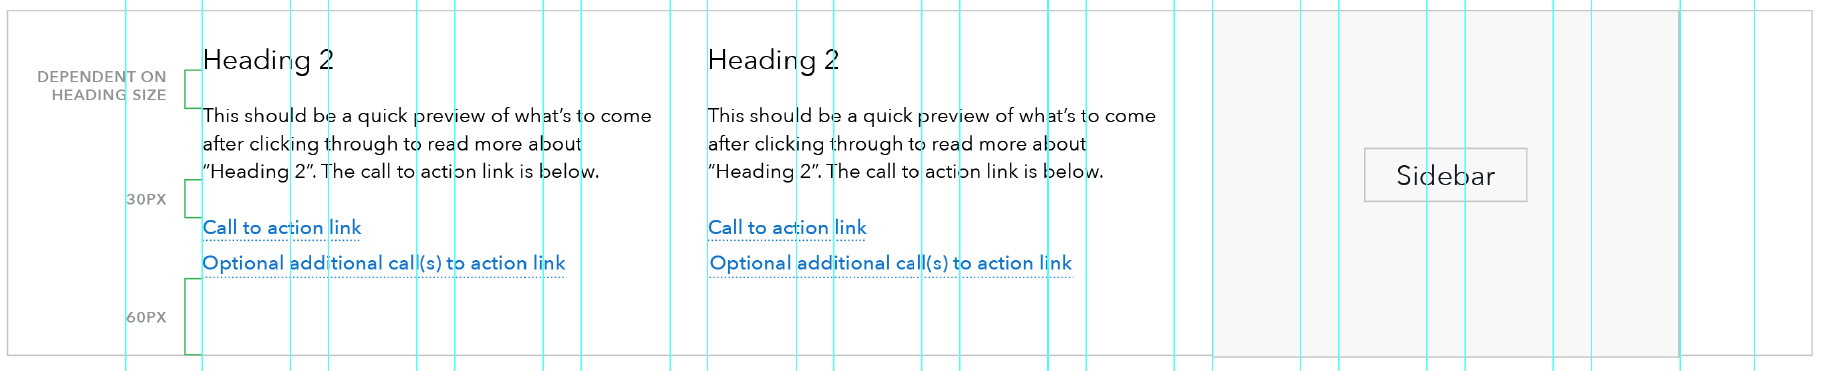 DEPENDENT ON
HEADING SIZE
30PX
60PX
Heading 2
This should be a quick preview of what’s to come
after clicking through to read more about
“Heading 2”. The call to action link is below.
Call to action link
Optional additional call(s) to action link
Heading 2
This should be a quick preview of what’s to come
after clicking through to read more about
“Heading 2”. The call to action link is below.
Call to action link
Optional additional call(s) to action link
Sidebar